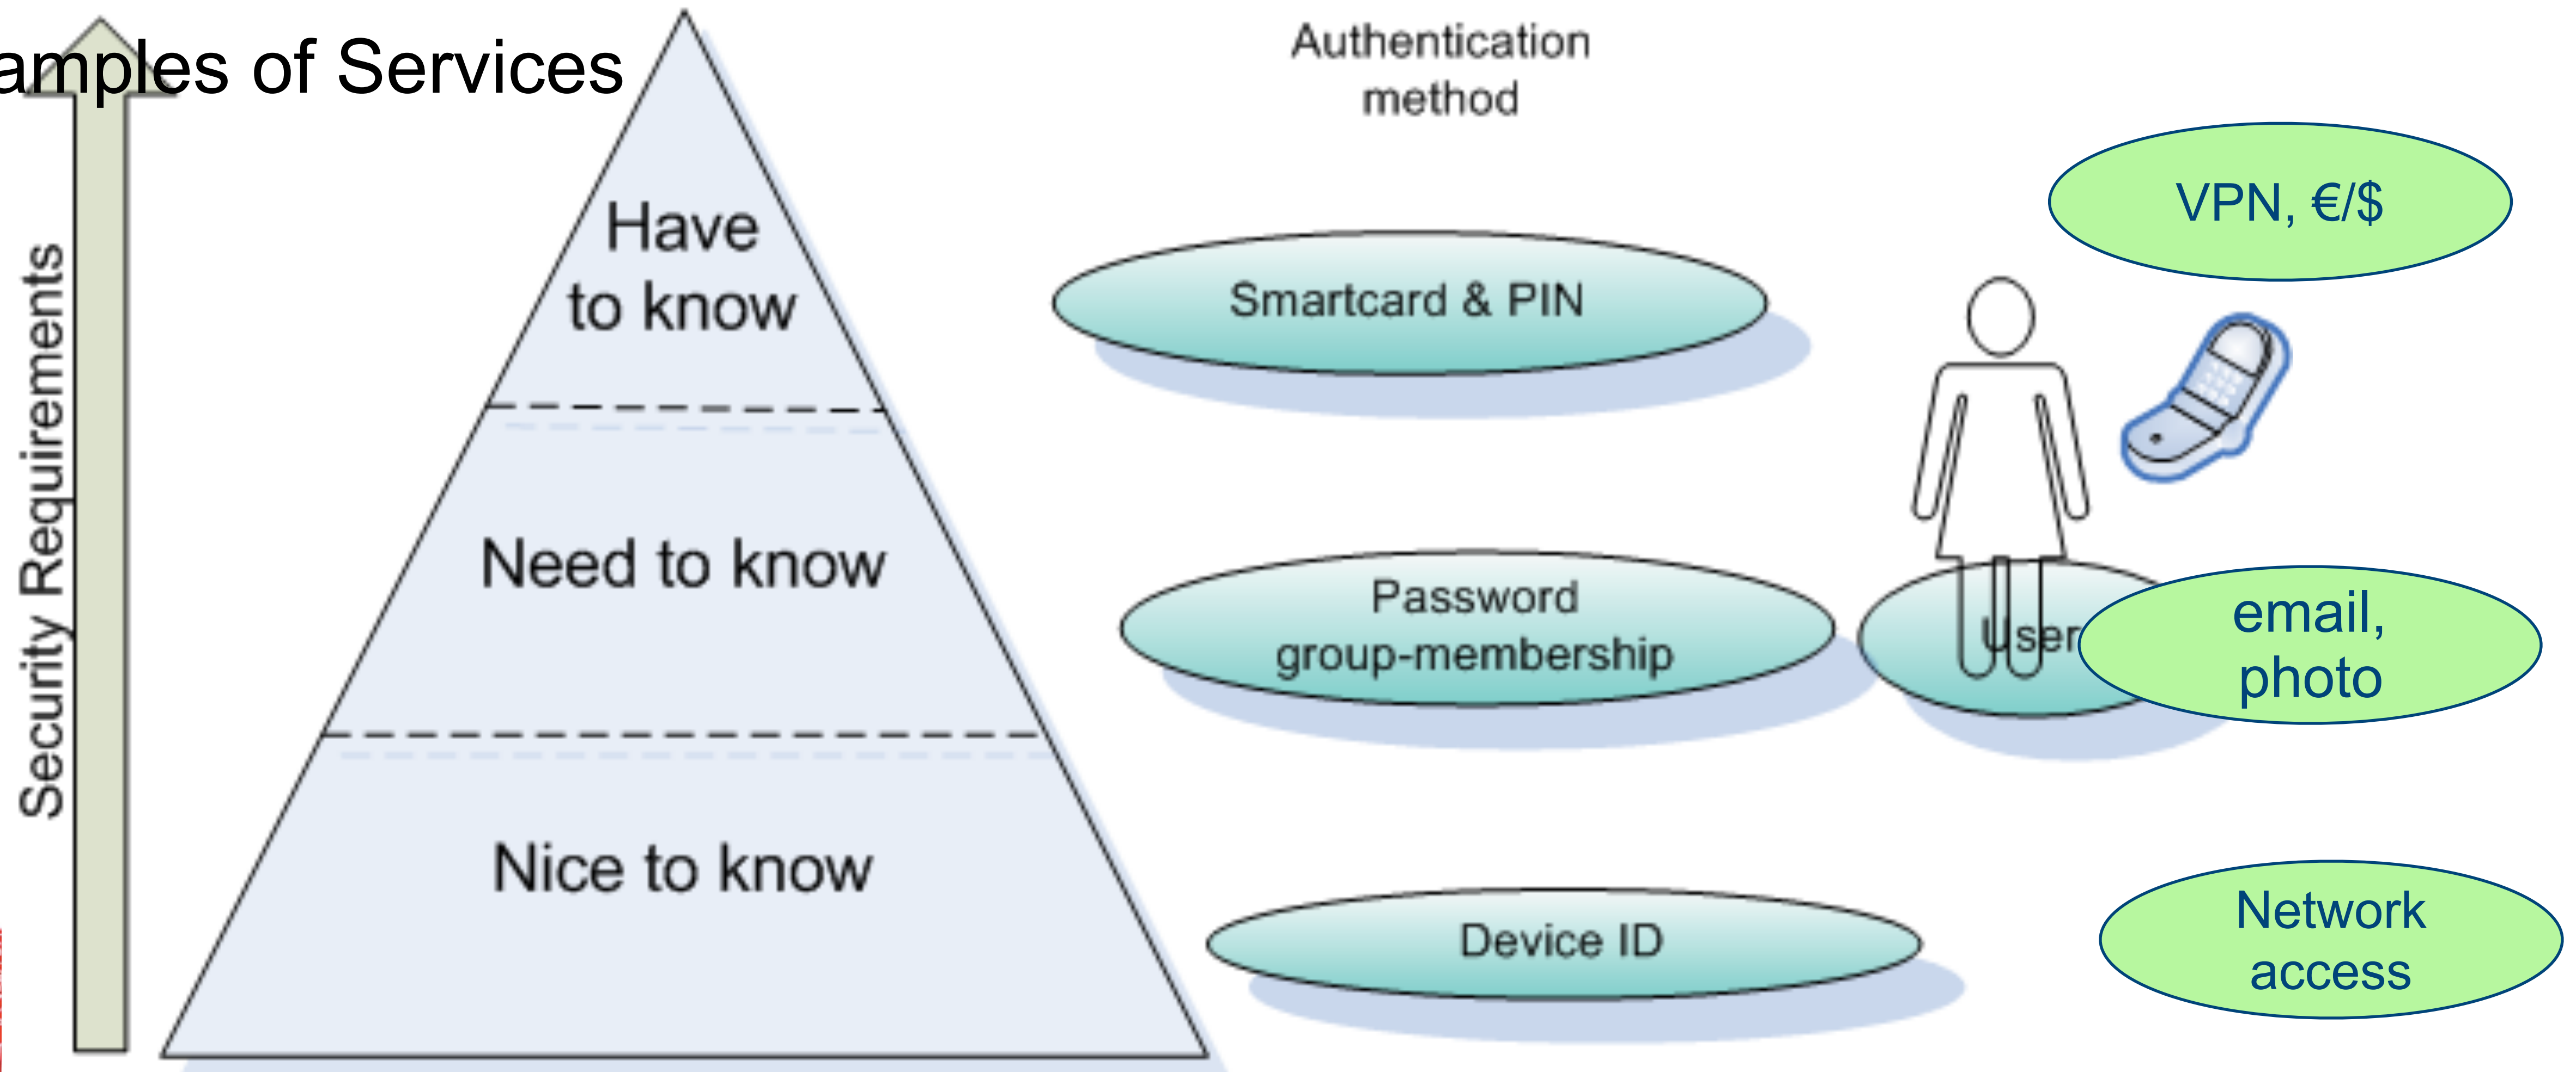 amples of Services
Authentication
method
Security Requirements
Have
to know
Need to know
Nice to know
Smartcard & PIN
Password
group-membership
Device ID
User
VPN, €/$
email,
photo
Network
access